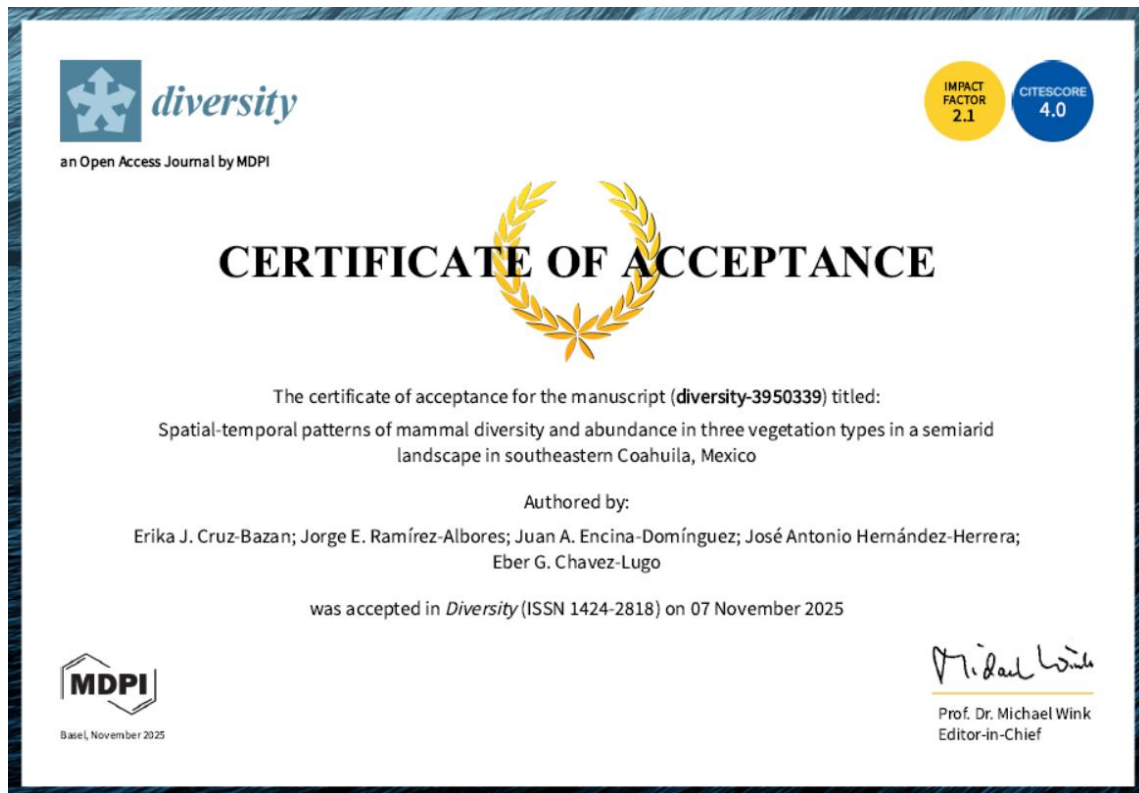 diversity
an Open Access Journal by MDPI
IMPACT
FACTOR
2.1
CITESCORE
4.0
CERTIFICATE OF ACCEPTANCE
The certificate of acceptance for the manuscript (diversity-3950339) titled:
Spatial-temporal patterns of mammal diversity and abundance in three vegetation types in a semiarid
landscape in southeastern Coahuila, Mexico
Authored by:
Erika J. Cruz-Bazan; Jorge E. Ramírez-Albores; Juan A. Encina-Domínguez; José Antonio Hernández-Herrera;
Eber G. Chavez-Lugo
was accepted in Diversity (ISSN 1424-2818) on 07 November 2025
MDPI
Basel, November 2025
Michael Wink
Prof. Dr. Michael Wink
Editor-in-Chief